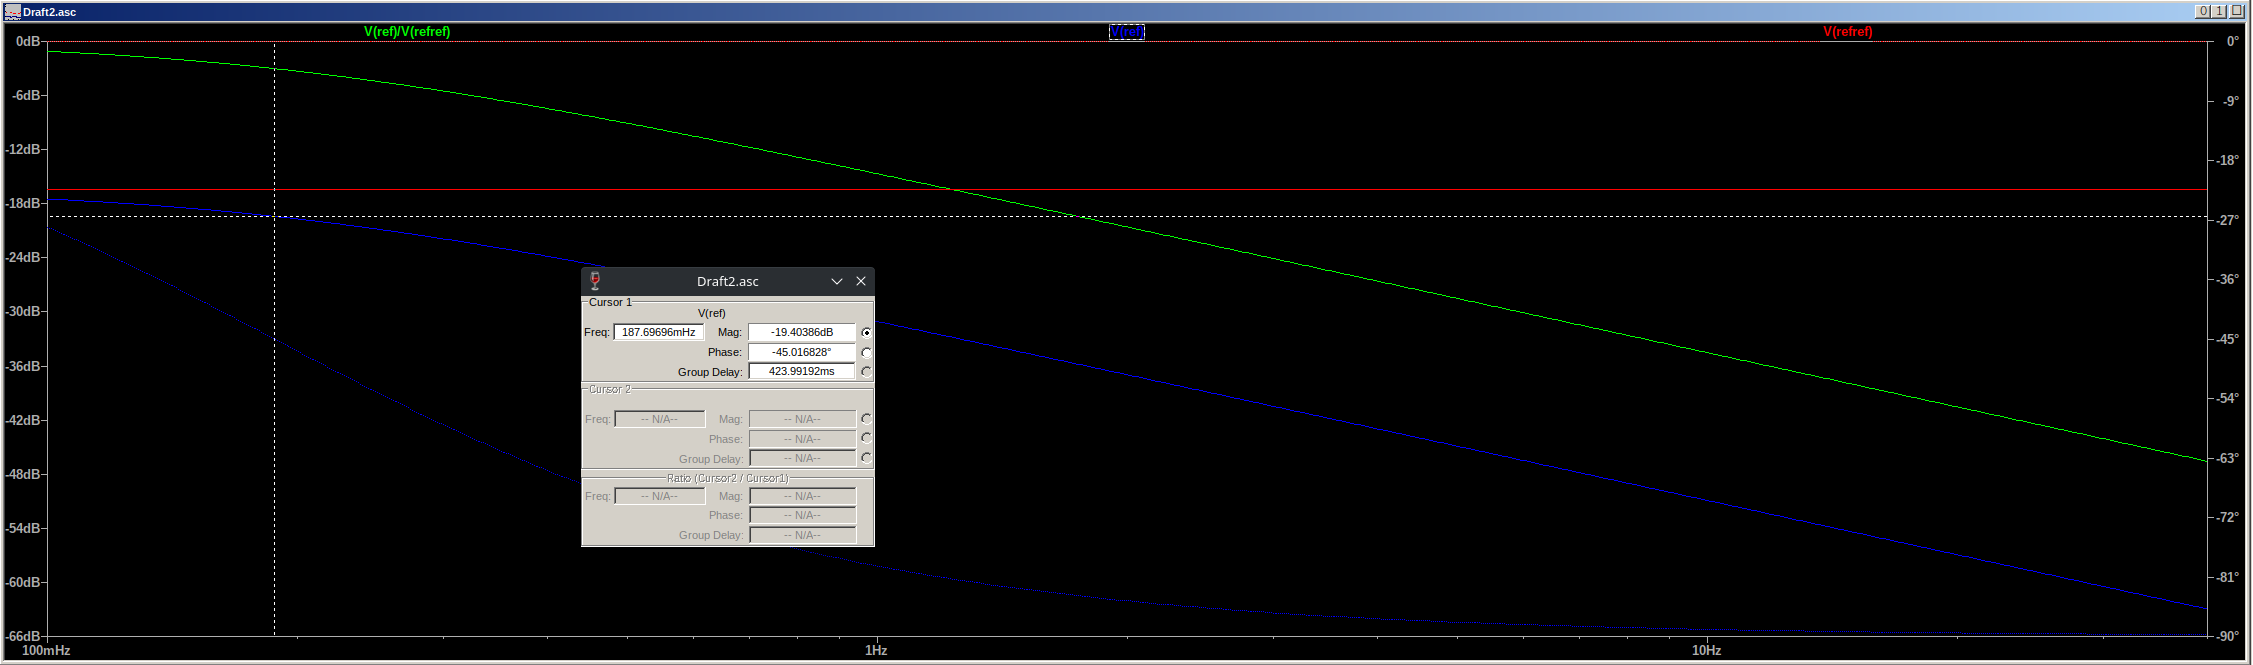 Draft2.asc
V(ref)/V(refref) V(ref) V(refref)
0dB 0°
-6dB -9°
-12dB -18°
-18dB -27°
-24dB -36°
-30dB -45°
-36dB -54°
-42dB -63°
-48dB -72°
-54dB -81°
-60dB -90°
-66dB
100mHz 1Hz 10Hz
Draft2.asc
Cursor 1
V(ref)
Freq: 187.69696mHz Mag: -19.40386dB
Phase: -45.016828°
Group Delay: 423.99192ms
Cursor 2
Freq: -- N/A-- Mag: -- N/A--
Phase: -- N/A--
Group Delay: -- N/A--
Ratio (Cursor2 / Cursor1)
Freq: -- N/A-- Mag: -- N/A--
Phase: -- N/A--
Group Delay: -- N/A--